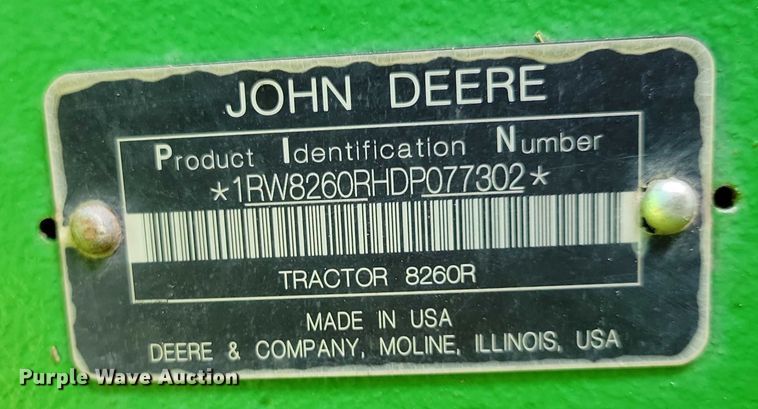 JOHN DEERE
Product Identification Number
*1RW8260RHDP077302*
TRACTOR 8260R
MADE IN USA
DEERE & COMPANY, MOLINE, ILLINOIS, USA
Purple Wave Auction